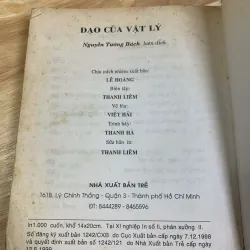 ĐẠO CỦA VẬT LÝ
Nguyễn Tường Bách biên dịch
Chịu trách nhiệm xuất bản:
LÊ HOÀNG
Biên tập:
THANH LIÊM
Vẽ bìa:
VIỆT HẢI
Trình bày:
THANH HÀ
Sửa bản in:
THANH LIÊM
NHÀ XUẤT BẢN TRẺ
161B, Lý Chính Thắng - Quận 3 - Thành phố Hồ Chí Minh
ĐT: 8444289 - 8465596
In 1.000 cuốn, khổ 14x20cm. Tại Xí nghiệp In số II, phân xưởng II.
Số đăng ký xuất bản 1242/CXB do Cục Xuất bản cấp ngày 7.12.1998
và quyết định xuất bản số 1242/121 do Nhà Xuất bản Trẻ cấp ngày